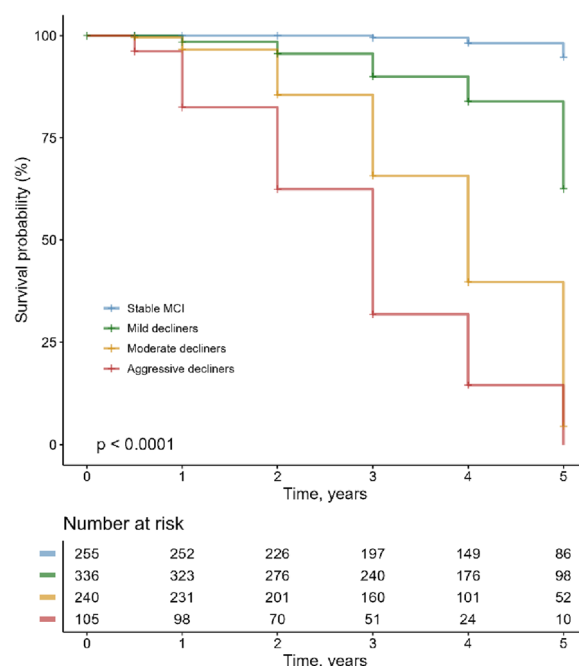 100
75
50
25
0
Survival probability (%)
Stable MCI
Mild decliners
Moderate decliners
Aggressive decliners
p < 0.0001
0 1 2 3 4 5
Time, years
Number at risk
255 252 226 197 149 86
336 323 276 240 176 98
240 231 201 160 101 52
105 98 70 51 24 10
0 1 2 3 4 5
Time, years